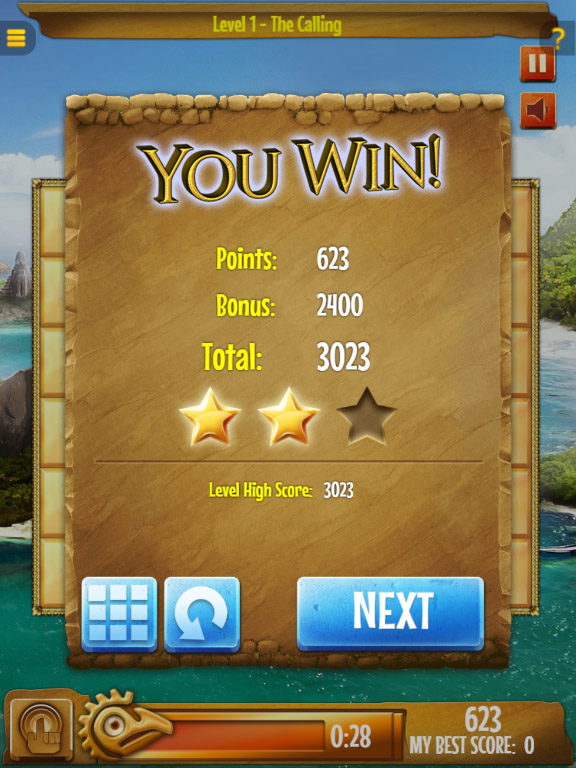 Level 1 - The Calling
?
YOU WIN!
Points: 623
Bonus: 2400
Total: 3023
Level High Score: 3023
NEXT
0:28
623
MY BEST SCORE: 0